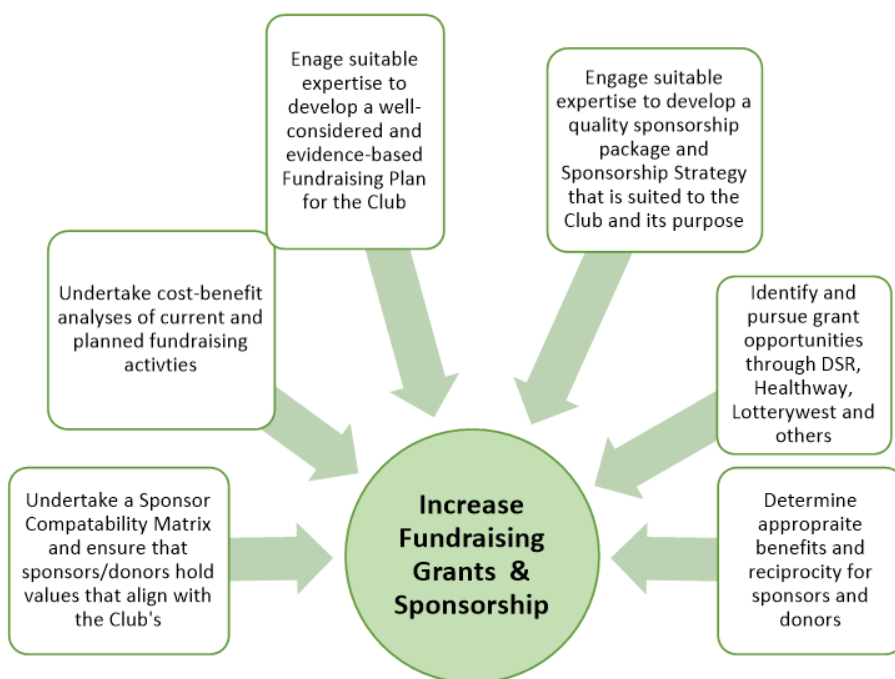 Enage suitable
expertise to
develop a well-
considered and
evidence-based
Fundraising Plan
for the Club
Engage suitable
expertise to develop a
quality sponsorship
package and
Sponsorship Strategy
that is suited to the
Club and its purpose
Undertake cost-benefit
analyses of current and
planned fundraising
activties
Identify and
pursue grant
opportunities
through DSR,
Healthway,
Lotterywest and
others
Undertake a Sponsor
Compatability Matrix
and ensure that
sponsors/donors hold
values that align with
the Club's
Increase
Fundraising
Grants & 
Sponsorship
Determine
appropraite
benefits and
reciprocity for
sponsors and
donors